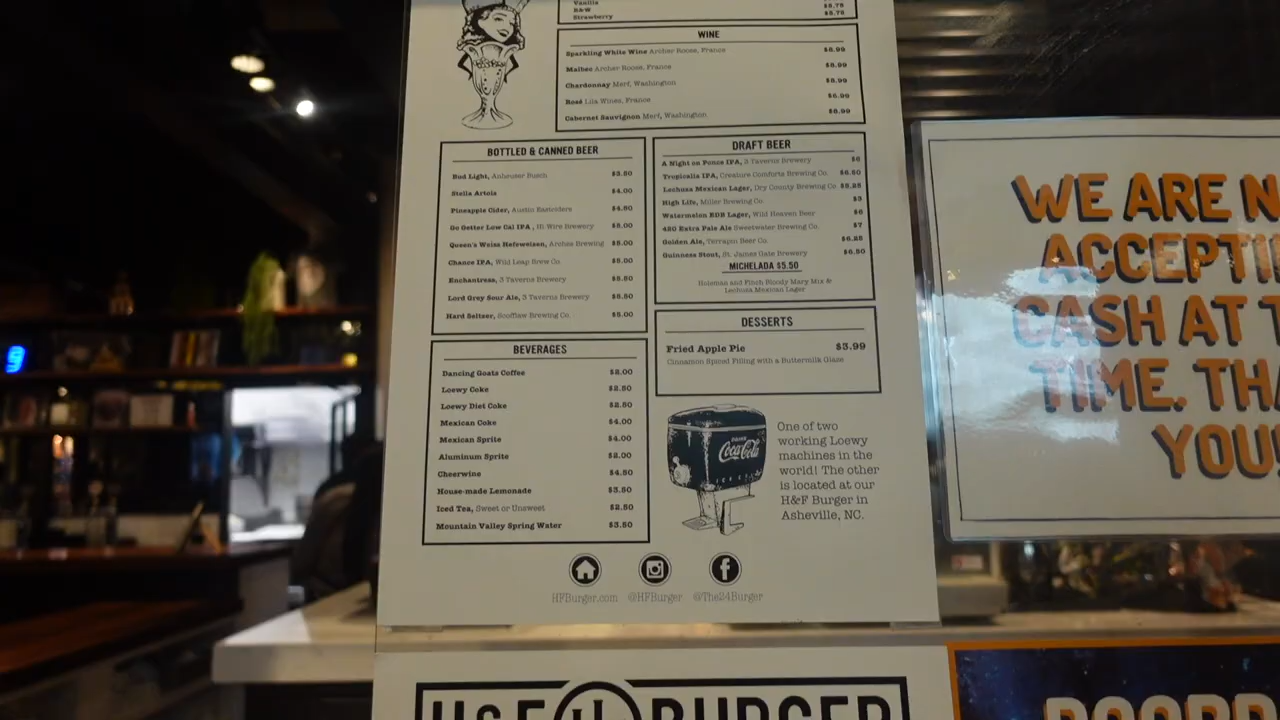 Vanilla $5.75
R&W
Strawberry $5.75
WINE
Sparkling White Wine Archer Roose, France $8.99
Malbec Archer Roose, France $8.99
Chardonnay Merf, Washington $8.99
Rosé Lila Wines, France $8.99
Cabernet Sauvignon Merf, Washington $8.99
BOTTLED & CANNED BEER
Bud Light, Anheuser Busch $3.50
Stella Artois $4.00
Pineapple Cider, Austin Eastciders $4.50
Go Getter Low Cal IPA, Hi Wire Brewery $5.00
Queen's Weiss Hefeweisen, Arches Brewing $5.00
Chance IPA, Wild Leap Brew Co. $5.00
Enchantress, 3 Taverns Brewery $5.50
Lord Grey Sour Ale, 3 Taverns Brewery $5.50
Hard Seltzer, Scofflaw Brewing Co. $5.00
DRAFT BEER
A Night on Ponce IPA, 3 Taverns Brewery $6
Tropicalia IPA, Creature Comforts Brewing Co. $6.50
Lechuza Mexican Lager, Dry County Brewing Co $5.25
High Life, Miller Brewing Co $3
Watermelon EDB Lager, Wild Heaven Beer $6
420 Extra Pale Ale Sweetwater Brewing Co. $7
Golden Ale, Terrapin Beer Co. $6.25
Guinness Stout, St. James Gate Brewery $6.50
MICHELADA $5.50
Holeman and Finch Bloody Mary Mix &
Lechuza Mexican Lager
BEVERAGES
Dancing Goats Coffee $2.00
Loewy Coke $2.50
Loewy Diet Coke $2.50
Mexican Coke $4.00
Mexican Sprite $4.00
Aluminum Sprite $2.00
Cheerwine $4.50
House-made Lemonade $3.50
Iced Tea, Sweet or Unsweet $2.50
Mountain Valley Spring Water $3.50
DESSERTS
Fried Apple Pie $3.99
Cinnamon Spiced Filling with a Buttermilk Glaze
DRINK
Coca-Cola
ICE COLD
One of two
working Loewy
machines in the
world! The other
is located at our
H&F Burger in
Asheville, NC.
HFBurger.com @HFBurger @The24Burger
H&F H BURGER
WE ARE N
ACCEPTI
CASH AT T
TIME. THA
YOU!